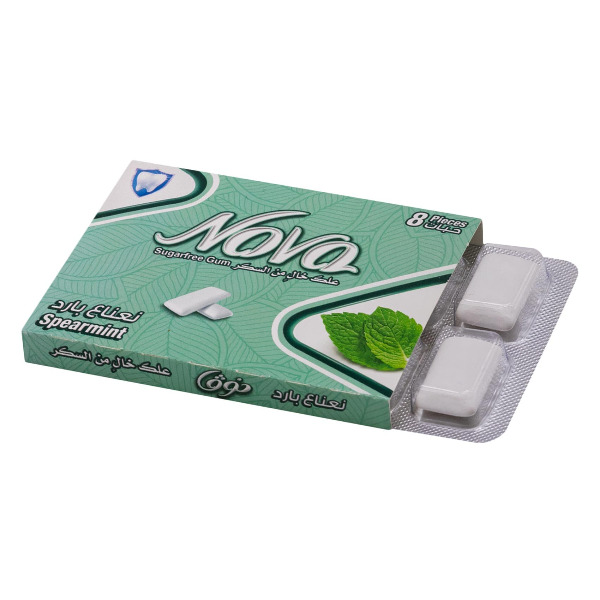 8 Pieces
حبات
Nova
Sugarfree Gum علك خالٍ من السكر
نعناع بارد
Spearmint
علك خالٍ من السكر
نوڤا
نعناع بارد